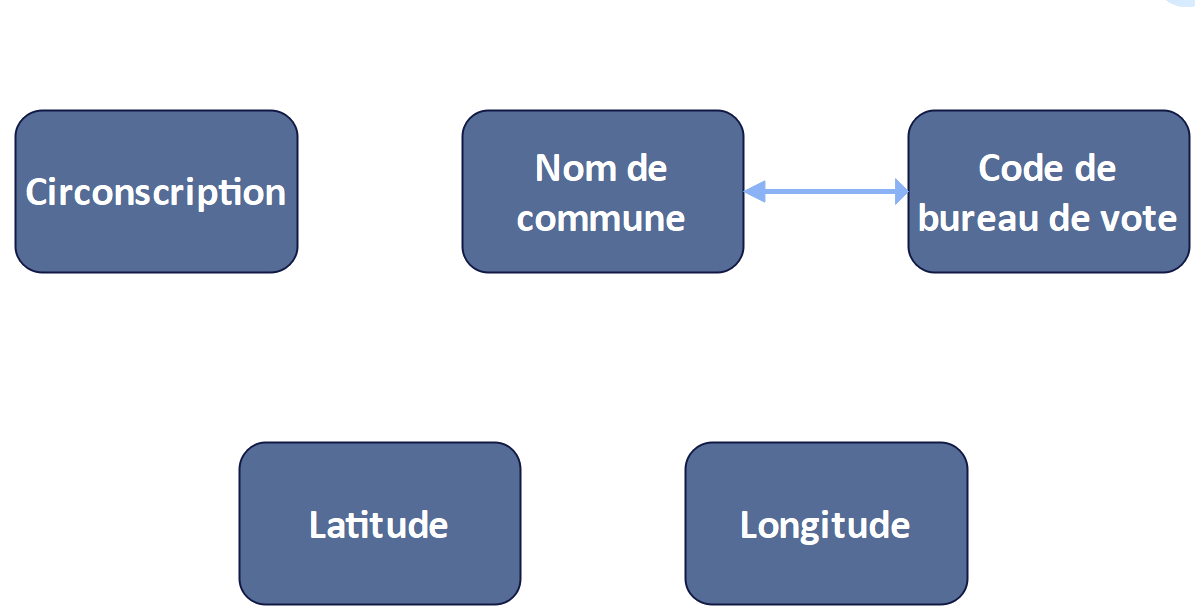 Circonscription
Nom de
commune
Code de
bureau de vote
Latitude
Longitude